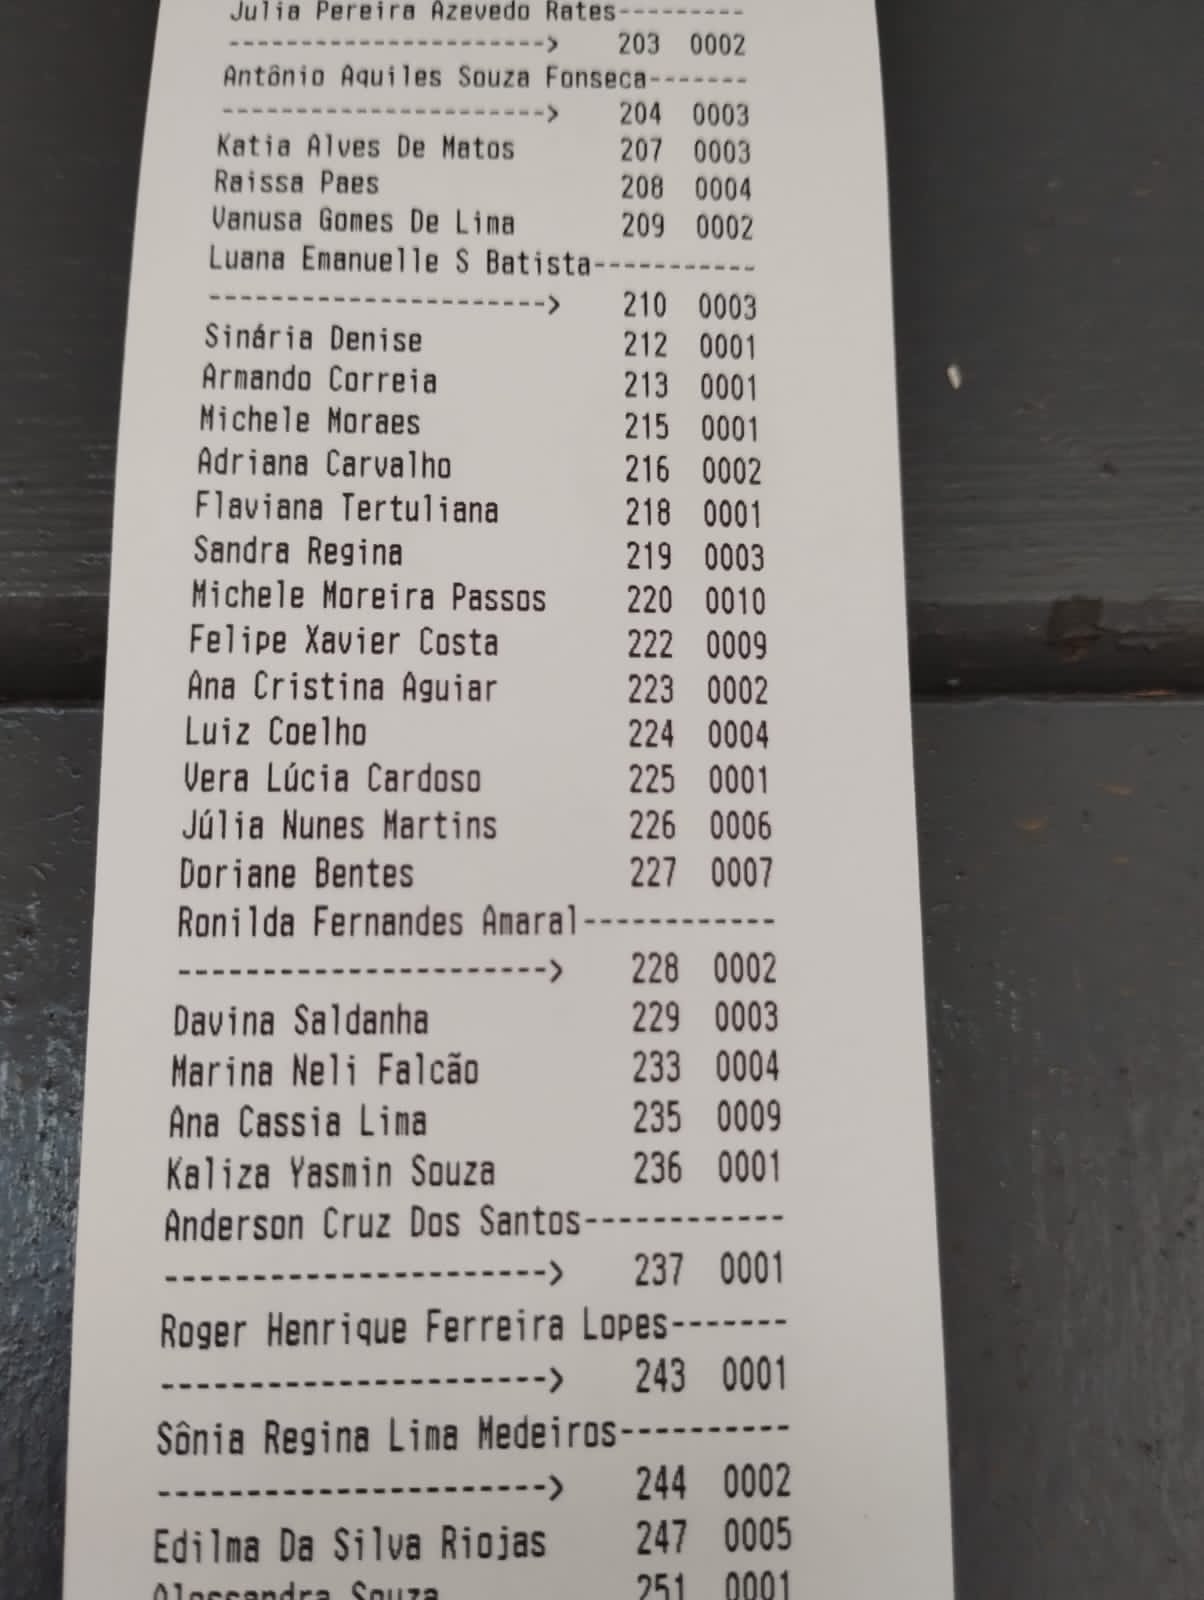 Julia Pereira Azevedo Rates---------
----------------------> 203 0002
Antônio Aquiles Souza Fonseca-------
----------------------> 204 0003
Katia Alves De Matos 207 0003
Raissa Paes 208 0004
Vanusa Gomes De Lima 209 0002
Luana Emanuelle S Batista-----------
----------------------> 210 0003
Sinária Denise 212 0001
Armando Correia 213 0001
Michele Moraes 215 0001
Adriana Carvalho 216 0002
Flaviana Tertuliana 218 0001
Sandra Regina 219 0003
Michele Moreira Passos 220 0010
Felipe Xavier Costa 222 0009
Ana Cristina Aguiar 223 0002
Luiz Coelho 224 0004
Vera Lúcia Cardoso 225 0001
Júlia Nunes Martins 226 0006
Doriane Bentes 227 0007
Ronilda Fernandes Amaral------------
----------------------> 228 0002
Davina Saldanha 229 0003
Marina Neli Falcão 233 0004
Ana Cassia Lima 235 0009
Kaliza Yasmin Souza 236 0001
Anderson Cruz Dos Santos------------
----------------------> 237 0001
Roger Henrique Ferreira Lopes-------
----------------------> 243 0001
Sônia Regina Lima Medeiros----------
----------------------> 244 0002
Edilma Da Silva Riojas 247 0005
Alessandra Souza 251 0001